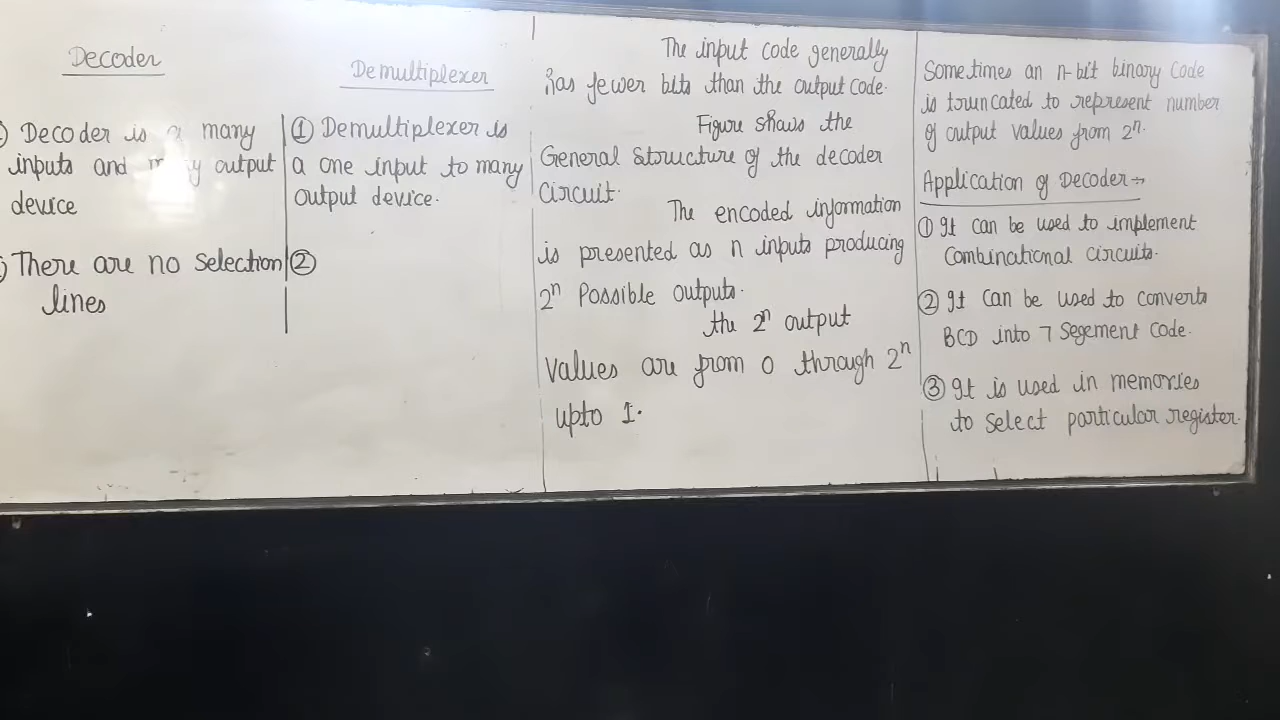 Decoder
Decoder is a many
inputs and many output
device
There are no selection
lines
Demultiplexer
① Demultiplexer is
a one input to many
output device.
②
The input code generally
has fewer bits than the output code.
Figure shows the
General structure of the decoder
Circuit.
The encoded information
is presented as n inputs producing
2ⁿ Possible outputs.
the 2ⁿ output
values are from 0 through 2ⁿ
upto 1.
Sometimes an n-bit binary code
is truncated to represent number
of output values from 2ⁿ.
Application of Decoder :→
① It can be used to implement
Combinational circuits.
② It can be used to converts
BCD into 7 Segement code.
③ It is used in memories
to select particular register.